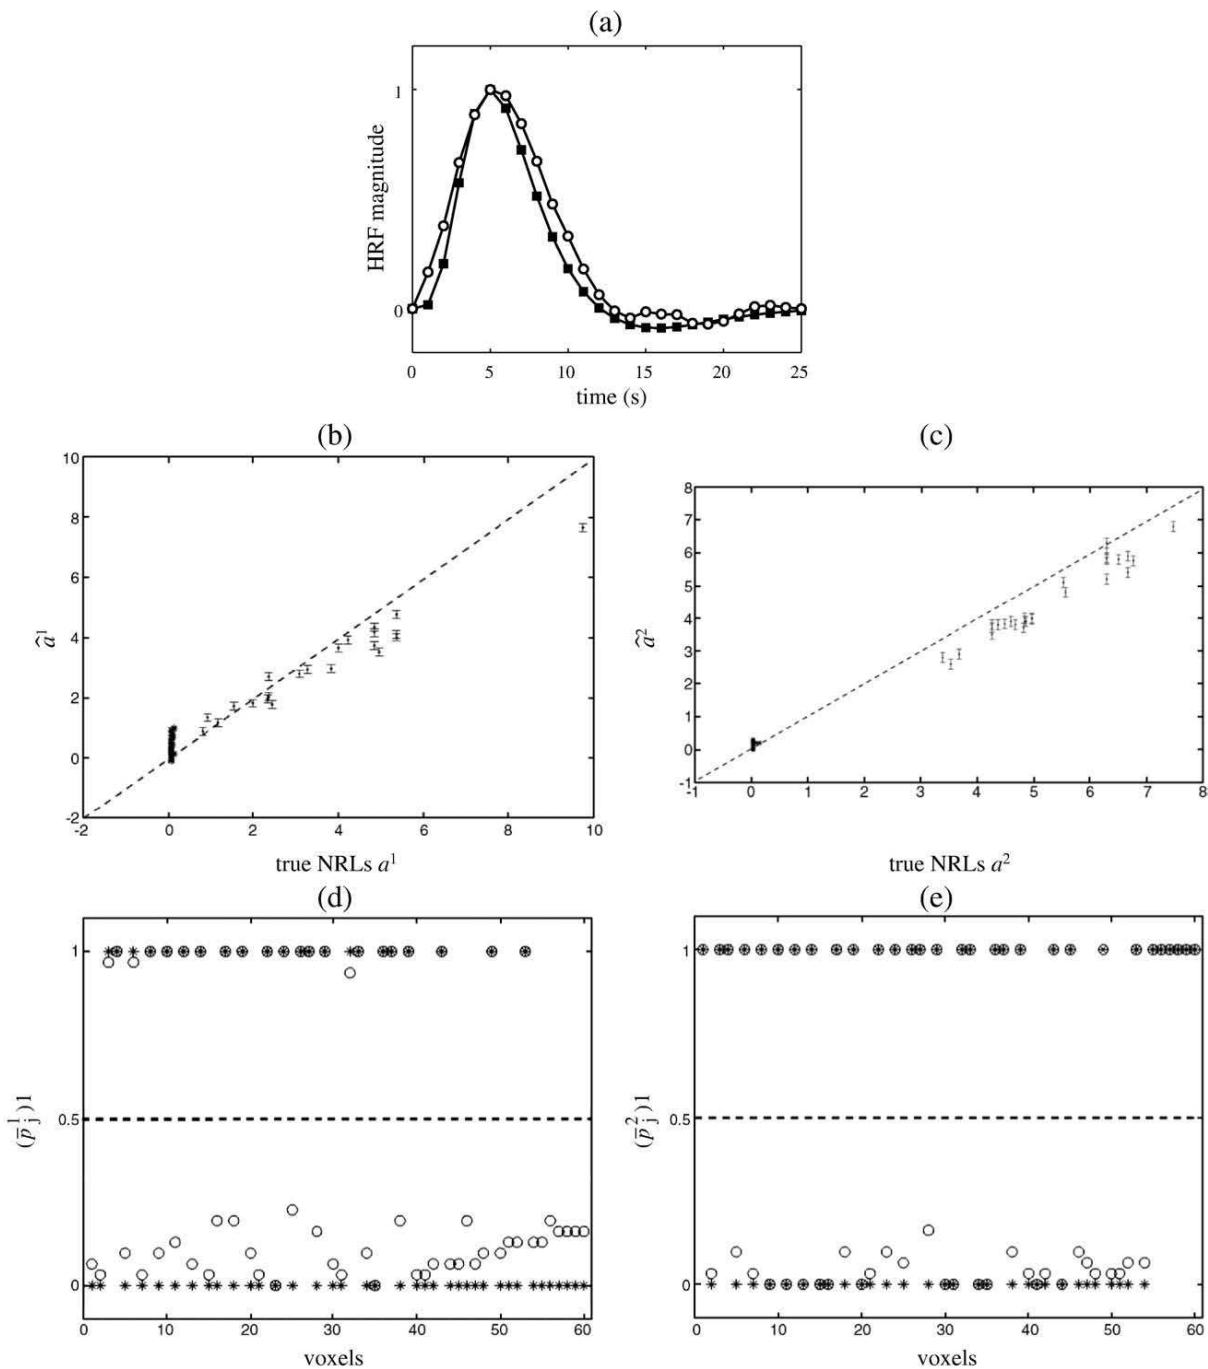 (a)
HRF magnitude
1
0
0 5 10 15 20 25
time (s)
(b)
â¹
10
8
6
4
2
0
-2
-2 0 2 4 6 8 10
true NRLs a¹
(c)
â²
8
7
6
5
4
3
2
1
0
-1
-1 0 1 2 3 4 5 6 7 8
true NRLs a²
(d)
(p̄¹j)1
1
0.5
0
0 10 20 30 40 50 60
voxels
(e)
(p̄²j)1
1
0.5
0
0 10 20 30 40 50 60
voxels